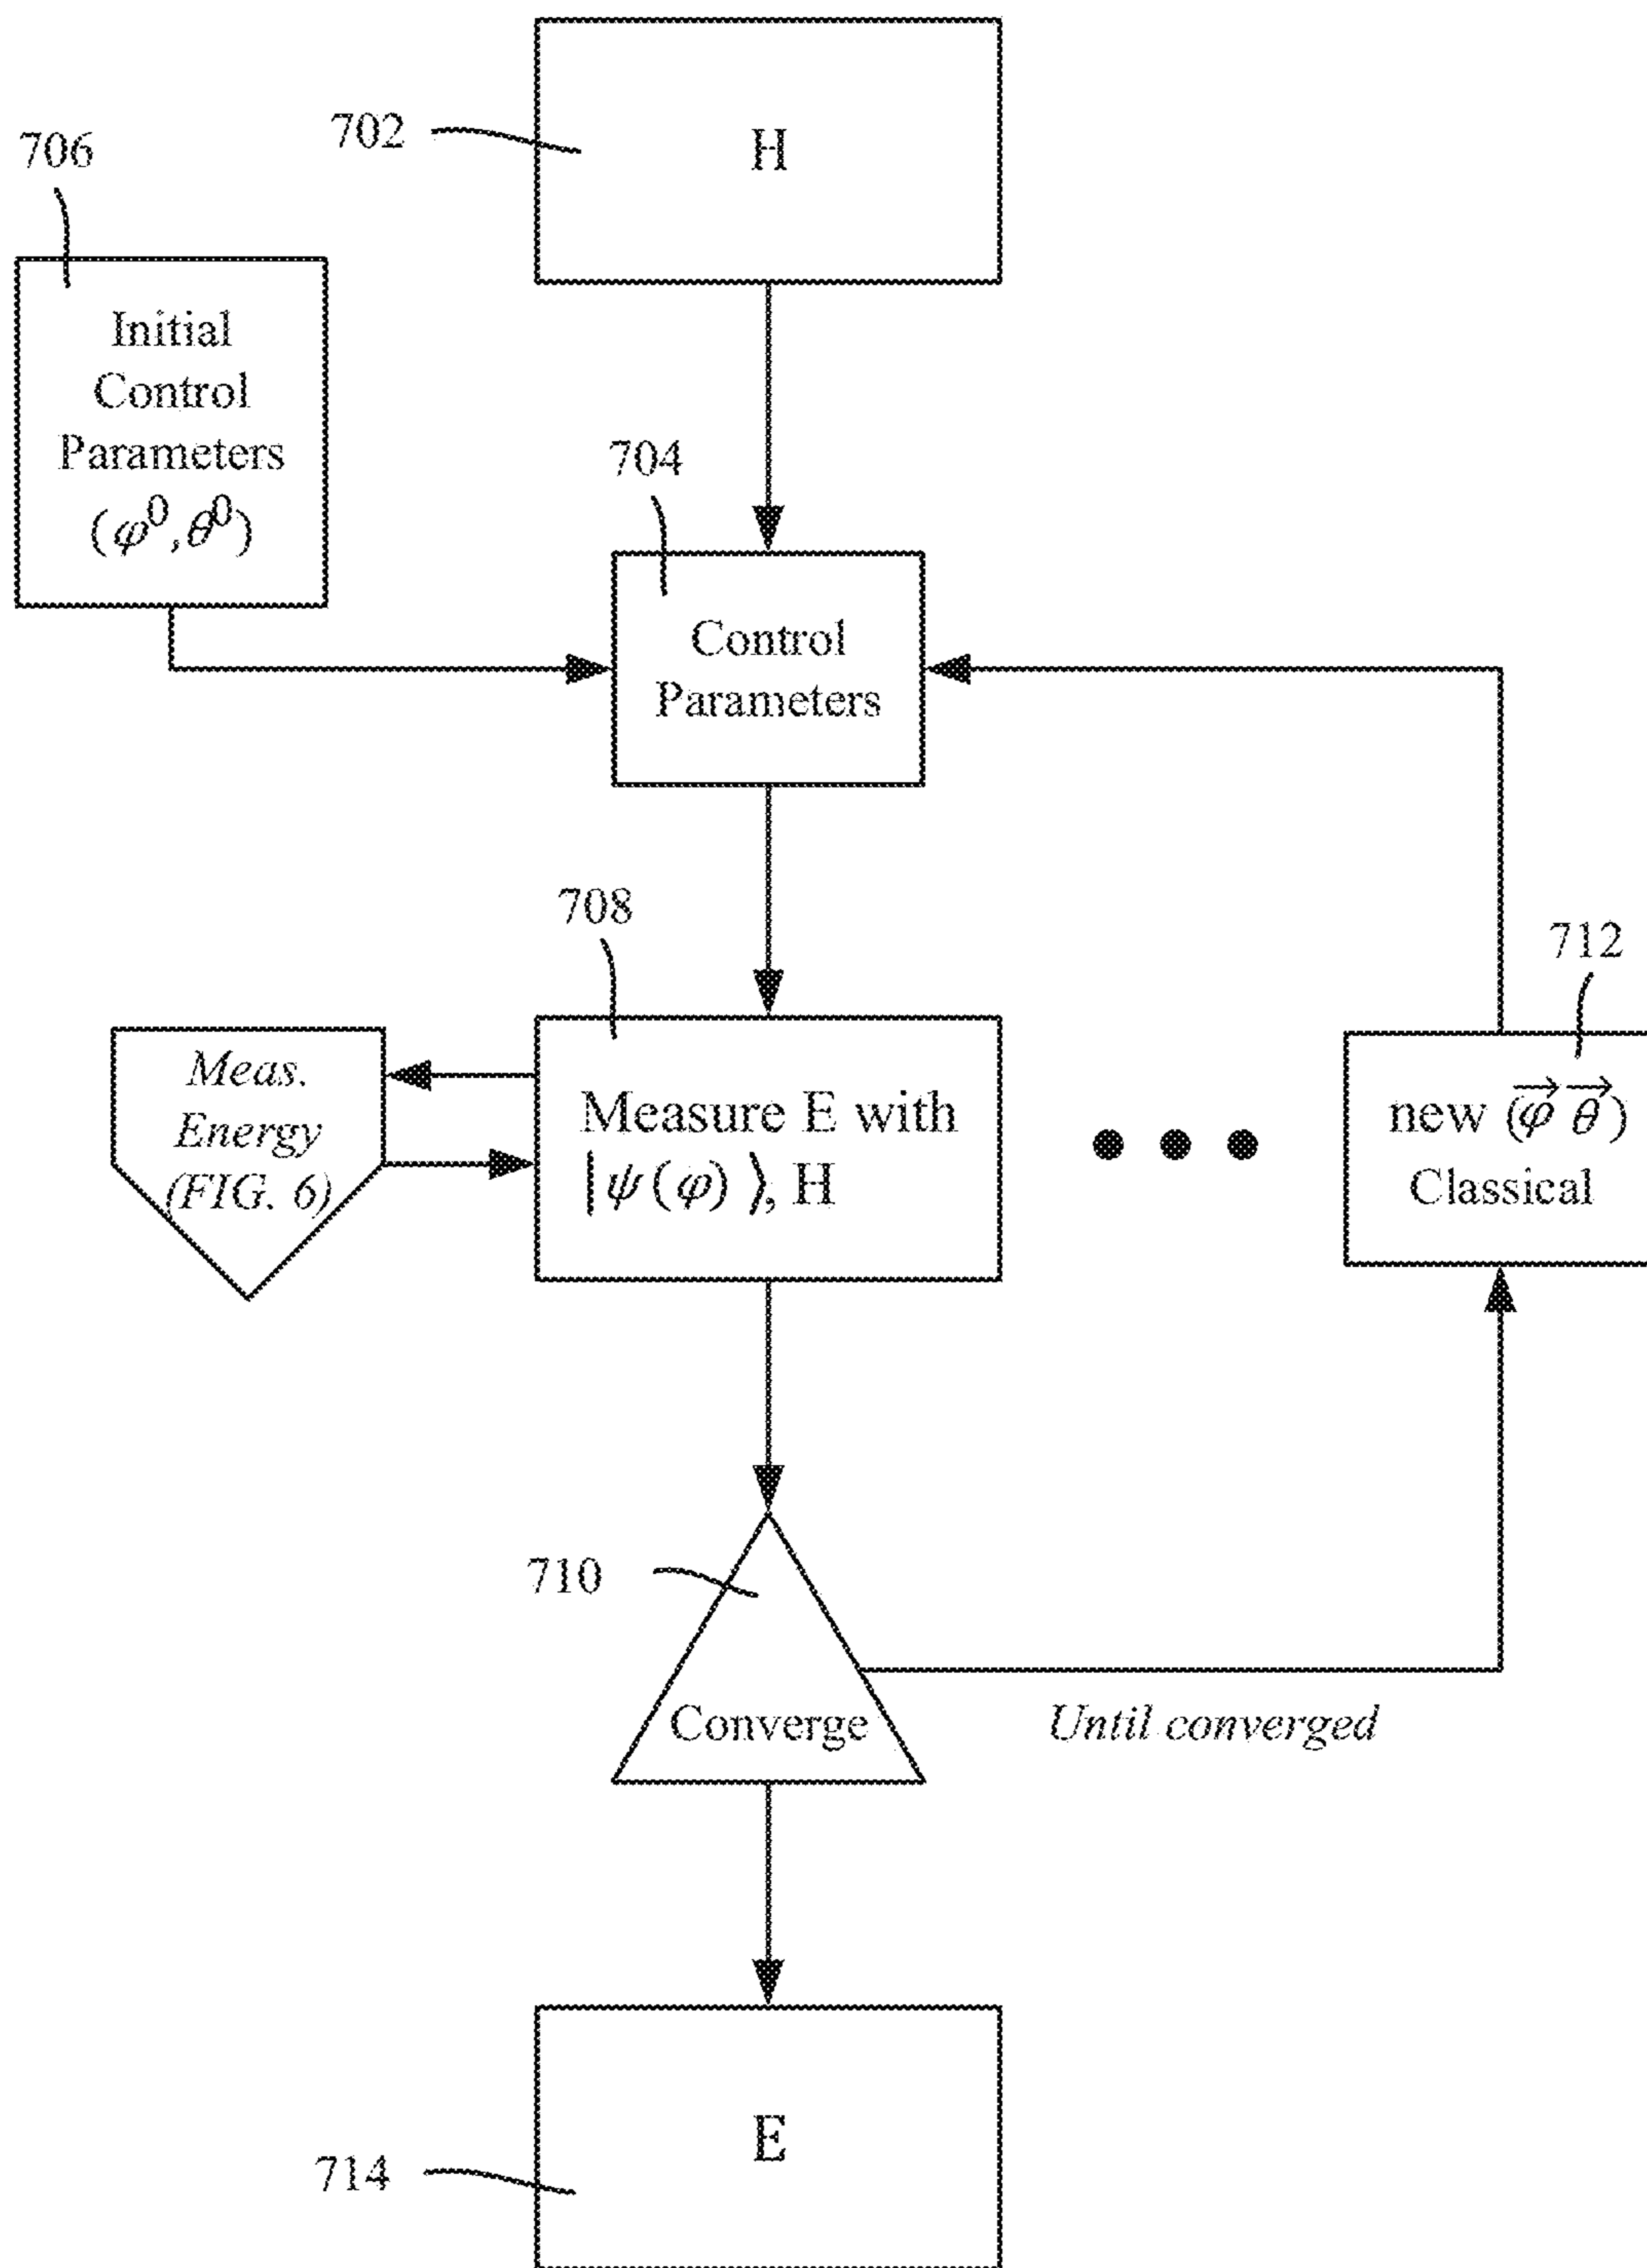 702
H
706
Initial
Control
Parameters
(φ⁰,θ⁰)
704
Control
Parameters
708
Measure E with
|ψ(φ)⟩, H
Meas.
Energy
(FIG. 6)
712
new (φ⃗ θ⃗)
Classical
710
Converge
Until converged
714
E